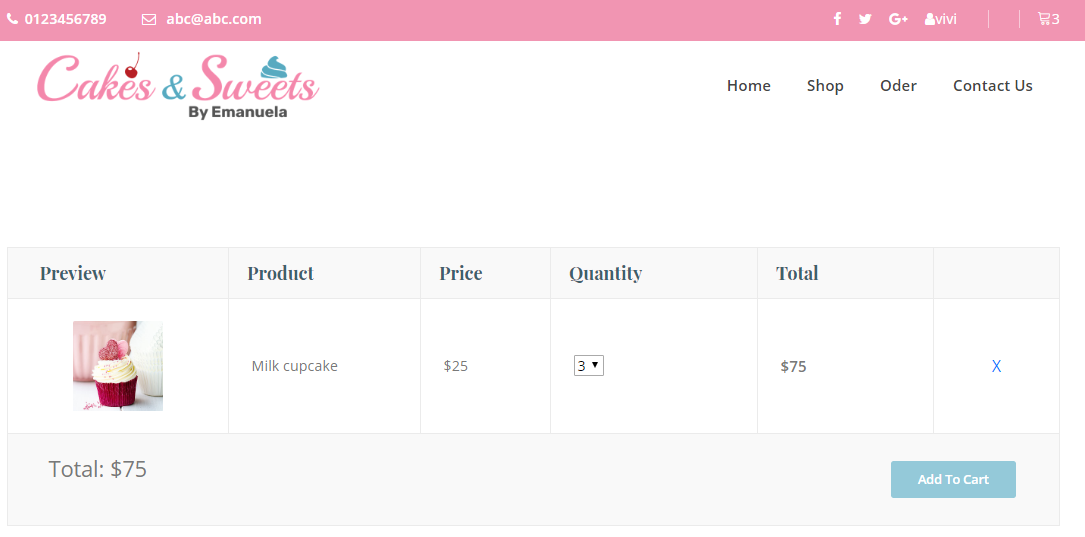 0123456789 abc@abc.com vivi 3
Cakes & Sweets
By Emanuela
Home Shop Oder Contact Us
Preview Product Price Quantity Total
Milk cupcake $25 3 $75 X
Total: $75
Add To Cart